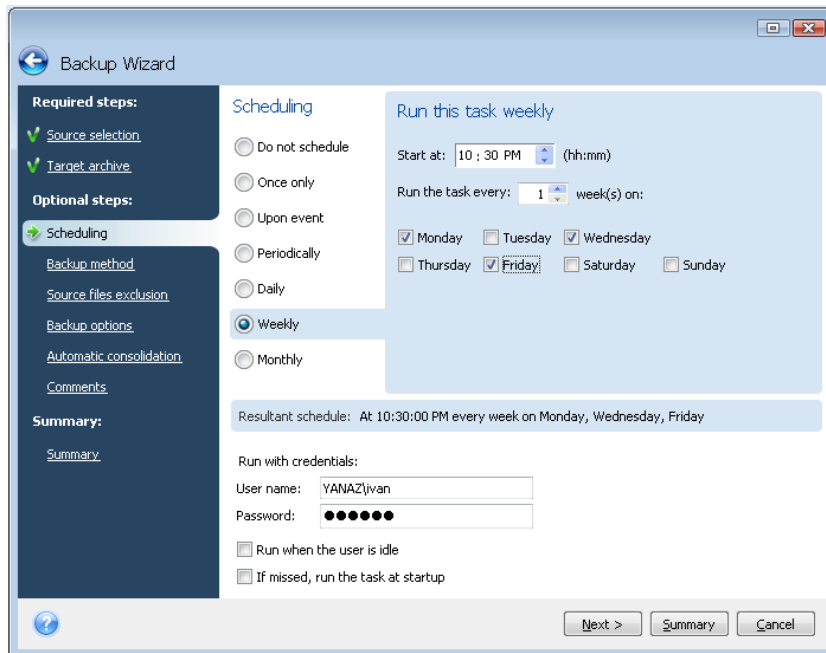 Backup Wizard
Required steps:
Source selection
Target archive
Optional steps:
Scheduling
Backup method
Source files exclusion
Backup options
Automatic consolidation
Comments
Summary:
Summary
Scheduling
Do not schedule
Once only
Upon event
Periodically
Daily
Weekly
Monthly
Run this task weekly
Start at: 10 : 30 PM (hh:mm)
Run the task every: 1 week(s) on:
Monday Tuesday Wednesday
Thursday Friday Saturday Sunday
Resultant schedule: At 10:30:00 PM every week on Monday, Wednesday, Friday
Run with credentials:
User name: YANAZ\ivan
Password: ●●●●●●
Run when the user is idle
If missed, run the task at startup
?
Next > Summary Cancel